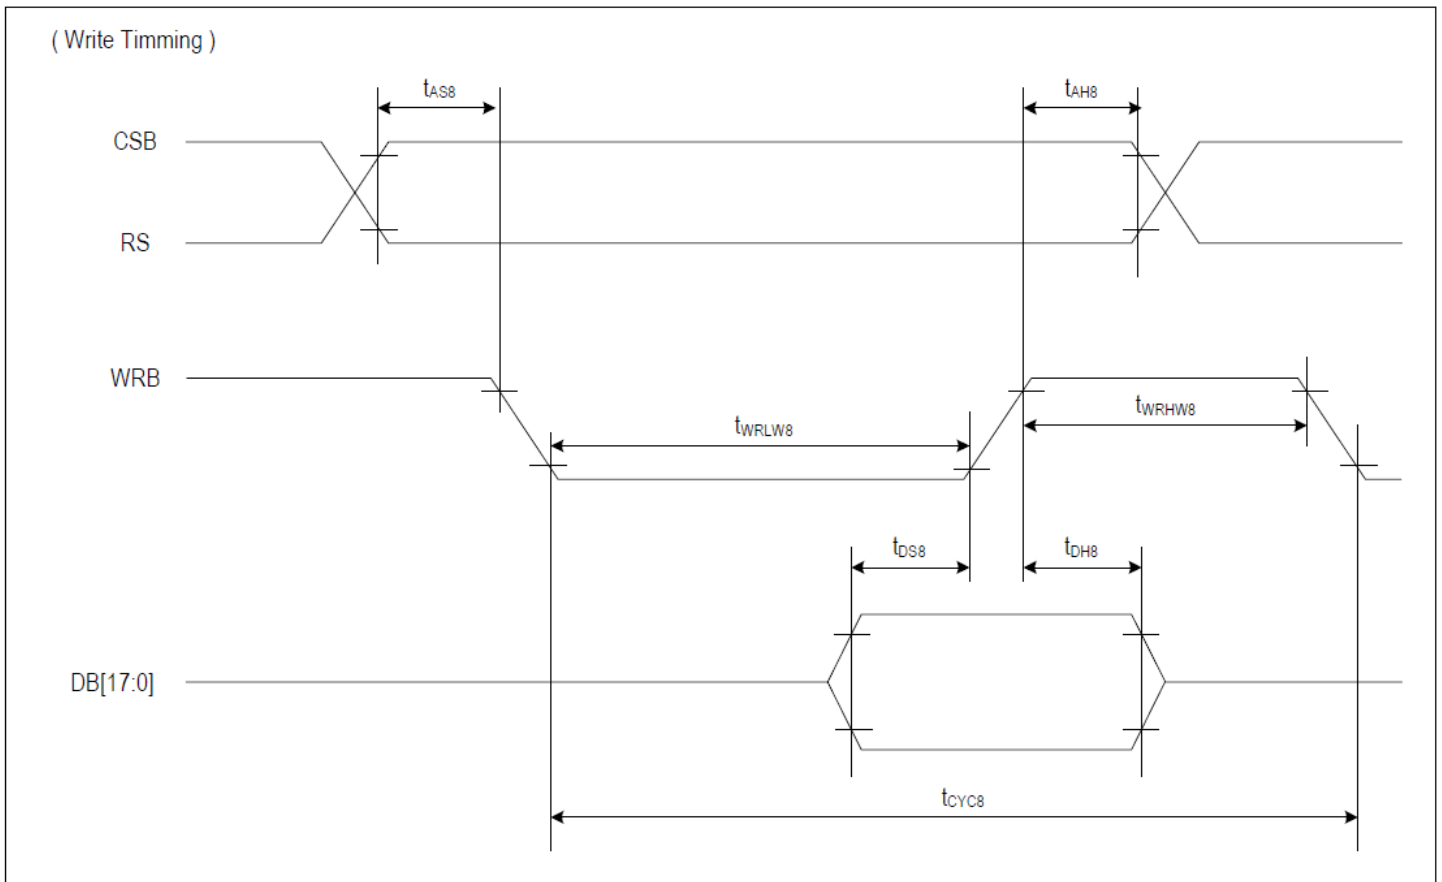 ( Write Timming )
tAS8
tAH8
CSB
RS
WRB
tWRHW8
tWRLW8
tDS8
tDH8
DB[17:0]
tCYC8